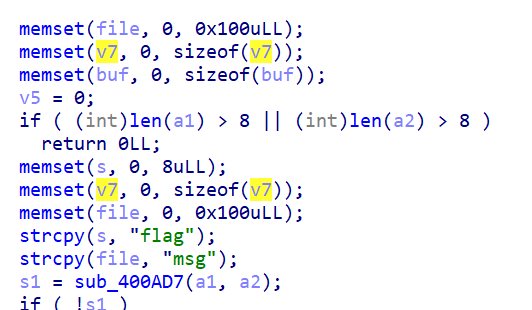 memset(file, 0, 0x100uLL);
memset(v7, 0, sizeof(v7));
memset(buf, 0, sizeof(buf));
v5 = 0;
if ( (int)len(a1) > 8 || (int)len(a2) > 8 )
return 0LL;
memset(s, 0, 8uLL);
memset(v7, 0, sizeof(v7));
memset(file, 0, 0x100uLL);
strcpy(s, "flag");
strcpy(file, "msg");
s1 = sub_400AD7(a1, a2);
if ( !s1 )